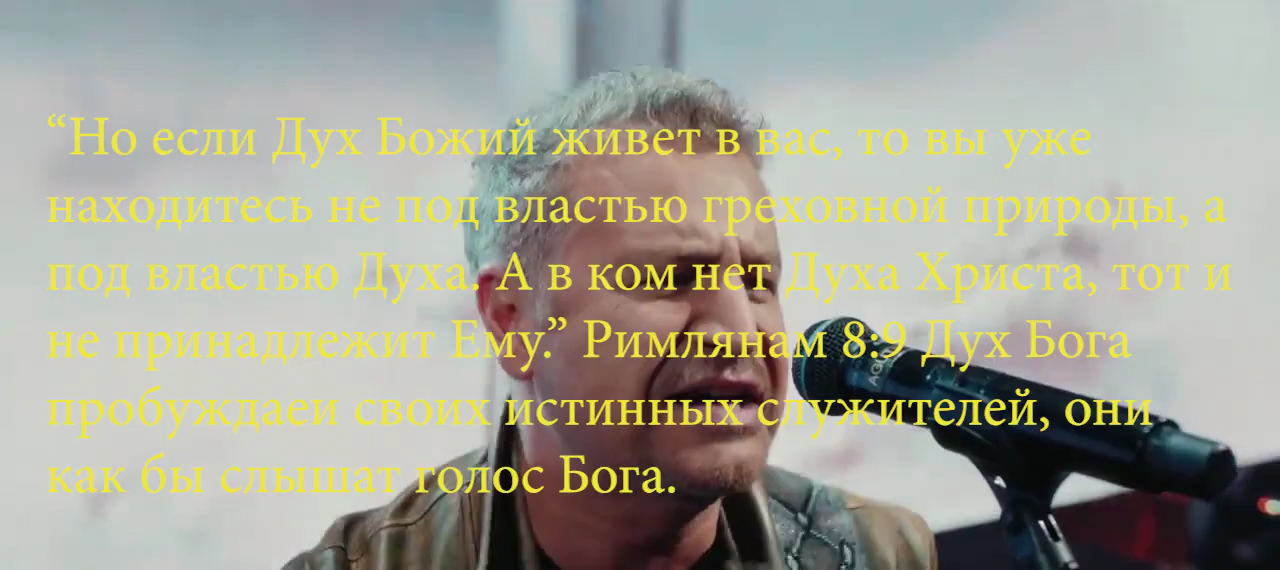 “Но если Дух Божий живет в вас, то вы уже
находитесь не под властью греховной природы, а
под властью Духа. А в ком нет Духа Христа, тот и
не принадлежит Ему.” Римлянам 8:9 Дух Бога
пробуждаеи своих истинных служителей, они
как бы слышат голос Бога.